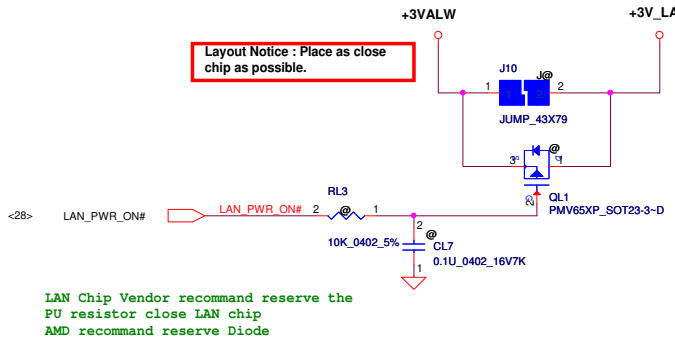 +3VALW
+3V_LA
Layout Notice : Place as close
chip as possible.
J10
J@
1
1
2
2
JUMP_43X79
@
3
S
D
1
G
2
QL1
PMV65XP_SOT23-3~D
RL3
<28>
LAN_PWR_ON#
LAN_PWR_ON#
2
@
1
10K_0402_5%
2
@
CL7
0.1U_0402_16V7K
1
LAN Chip Vendor recommand reserve the
PU resistor close LAN chip
AMD recommand reserve Diode